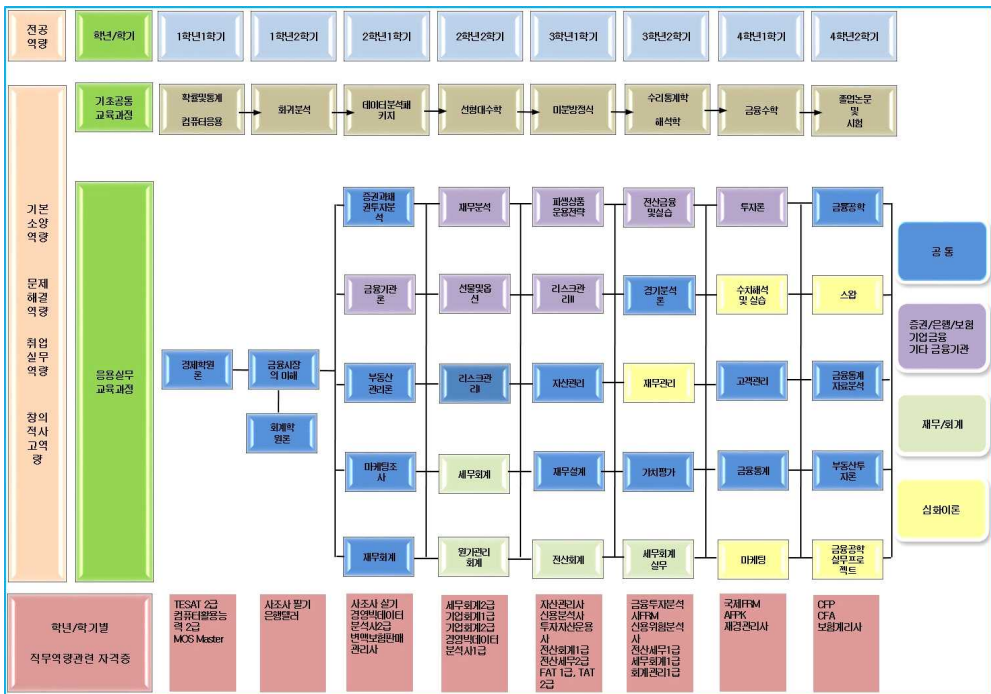 전공
역량
학년/학기
1학년1학기
1학년2학기
2학년1학기
2학년2학기
3학년1학기
3학년2학기
4학년1학기
4학년2학기
기초공통
교육과정
확률및통계
컴퓨터응용
회귀분석
데이터분석패
키지
선형대수학
미분방정식
수리통계학
해석학
금융수학
졸업논문
및
시험
기본
소양
역량
문제
해결
역량
취업
실무
역량
창의
적사
고역
량
응용실무
교육과정
증권과채
권투자분
석
재무분석
파생상품
운용전략
전산금융
및실습
투자론
금융공학
금융기관
론
선물및옵
션
리스크관
리II
경기분석
론
수치해석
및 실습
스왑
경제학원
론
금융시장
의 이해
부동산
관리론
리스크관
리I
자산관리
재무관리
고객관리
금융통계
자료분석
회계학
원론
마케팅조
사
세무회계
재무설계
가치평가
금융통계
부동산투
자론
재무회계
원가관리
회계
전산회계
세무회계
실무
마케팅
금융공학
실무프로
젝트
공 통
증권/은행/보험
기업금융
기타 금융기관
재무/회계
심화이론
학년/학기별
직무역량관련 자격증
TESAT 2급
컴퓨터활용능
력 2급
MOS Master
사조사 필기
은행텔러
사조사 실기
경영빅데이터
분석사2급
변액보험판매
관리사
세무회계2급
기업회계1급
기업회계2급
경영빅데이터
분석사1급
자산관리사
신용분석사
투자자산운용
사
전산회계1급
전산세무2급
FAT 1급, TAT
2급
금융투자분석
사FRM
신용위험분석
사
전산세무1급
세무회계1급
회계관리1급
국제FRM
AFPK
재경관리사
CFP
CFA
보험계리사